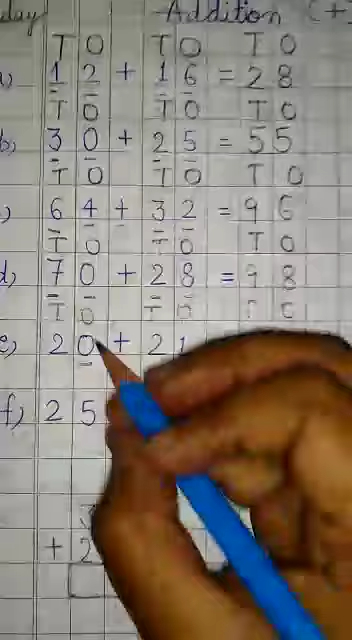 day Addition (+
T O T O T O
) 1 2 + 1 6 = 2 8
T O T O T O
b) 3 0 + 2 5 = 5 5
T O T O T O
) 6 4 + 3 2 = 9 6
T O T O T O
d) 7 0 + 2 8 = 9 8
T O T O
e) 2 0 + 2 1
f) 2 5
+ 2